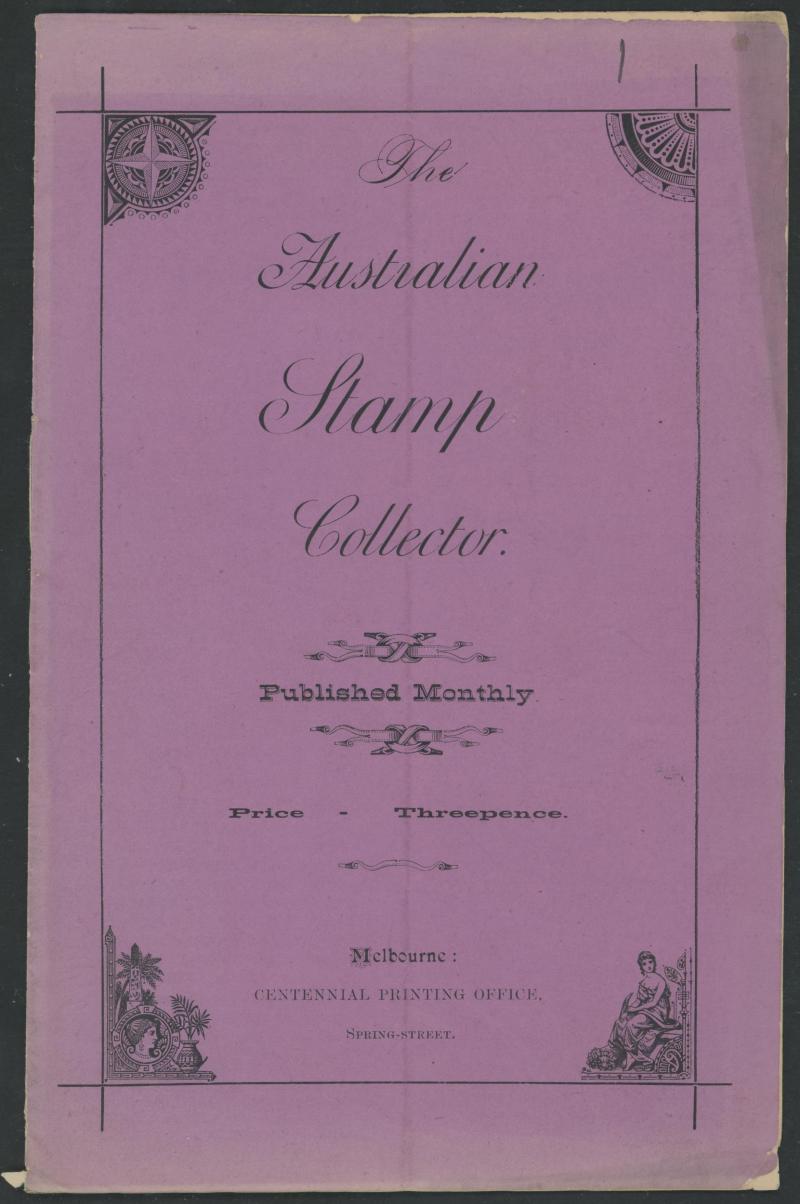 1
The
Australian
Stamp
Collector.
Published Monthly.
Price - Threepence.
Melbourne:
CENTENNIAL PRINTING OFFICE,
SPRING-STREET.